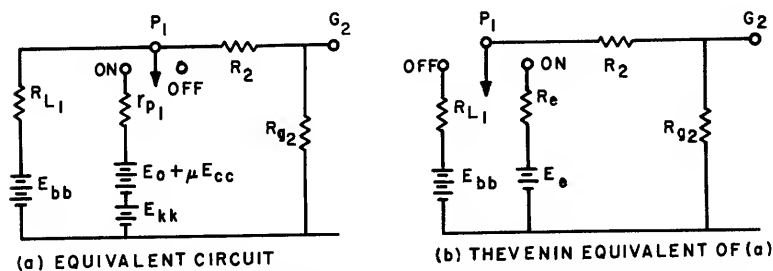 P1
G2
ON
OFF
R2
RL1
rp1
Rg2
Ebb
Eo+μEcc
Ekk
(a) EQUIVALENT CIRCUIT
P1
G2
OFF
ON
R2
RL1
Re
Rg2
Ebb
Ee
(b) THEVENIN EQUIVALENT OF (a)